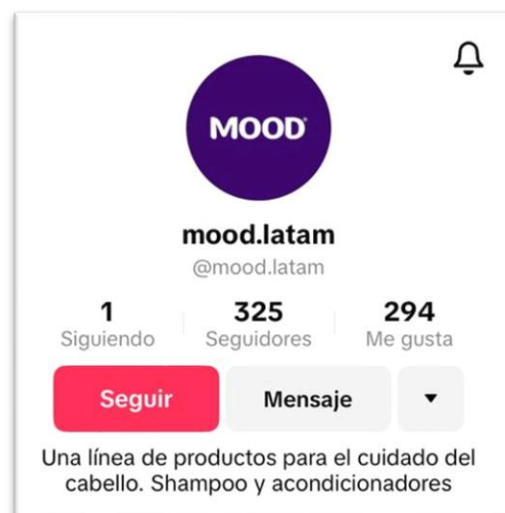 MOOD
mood.latam
@mood.latam
1 325 294
Siguiendo Seguidores Me gusta
Seguir Mensaje
Una línea de productos para el cuidado del
cabello. Shampoo y acondicionadores